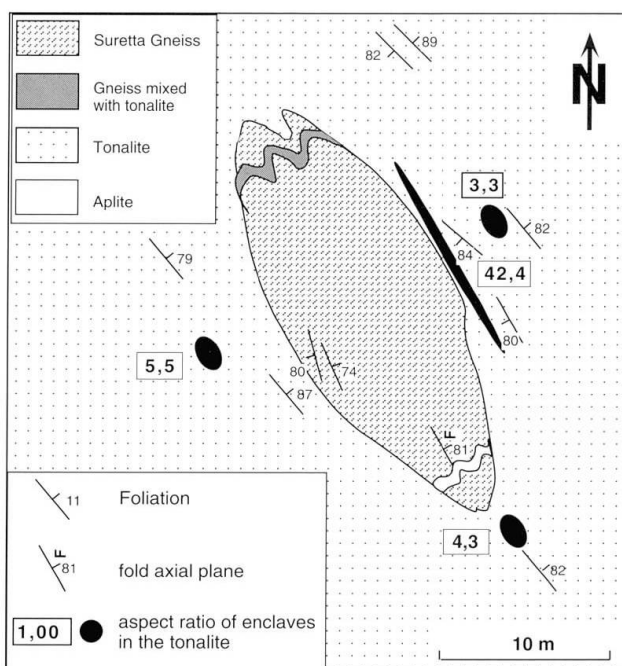 Suretta Gneiss
Gneiss mixed
with tonalite
Tonalite
Aplite
82
89
N
3,3
82
84
42,4
80
79
5,5
80
74
87
F
81
4,3
82
11
Foliation
F
81
fold axial plane
1,00
aspect ratio of enclaves
in the tonalite
10 m